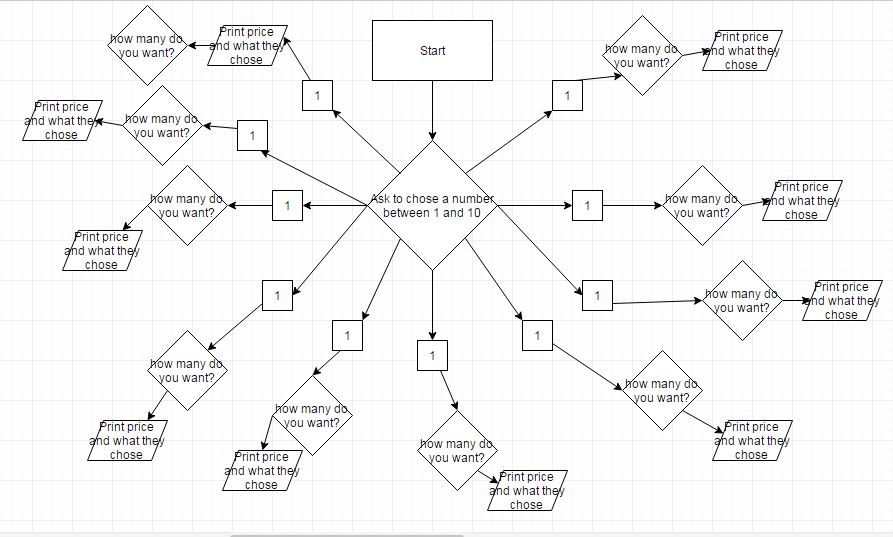 Start
Ask to chose a number
between 1 and 10
1
how many do
you want?
Print price
and what they
chose
1
how many do
you want?
Print price
and what they
chose
1
how many do
you want?
Print price
and what they
chose
1
how many do
you want?
Print price
and what they
chose
1
how many do
you want?
Print price
and what they
chose
1
how many do
you want?
Print price
and what they
chose
1
how many do
you want?
Print price
and what they
chose
1
how many do
you want?
Print price
and what they
chose
1
how many do
you want?
Print price
and what they
chose
1
Print price
and what they
chose
how many do
you want?